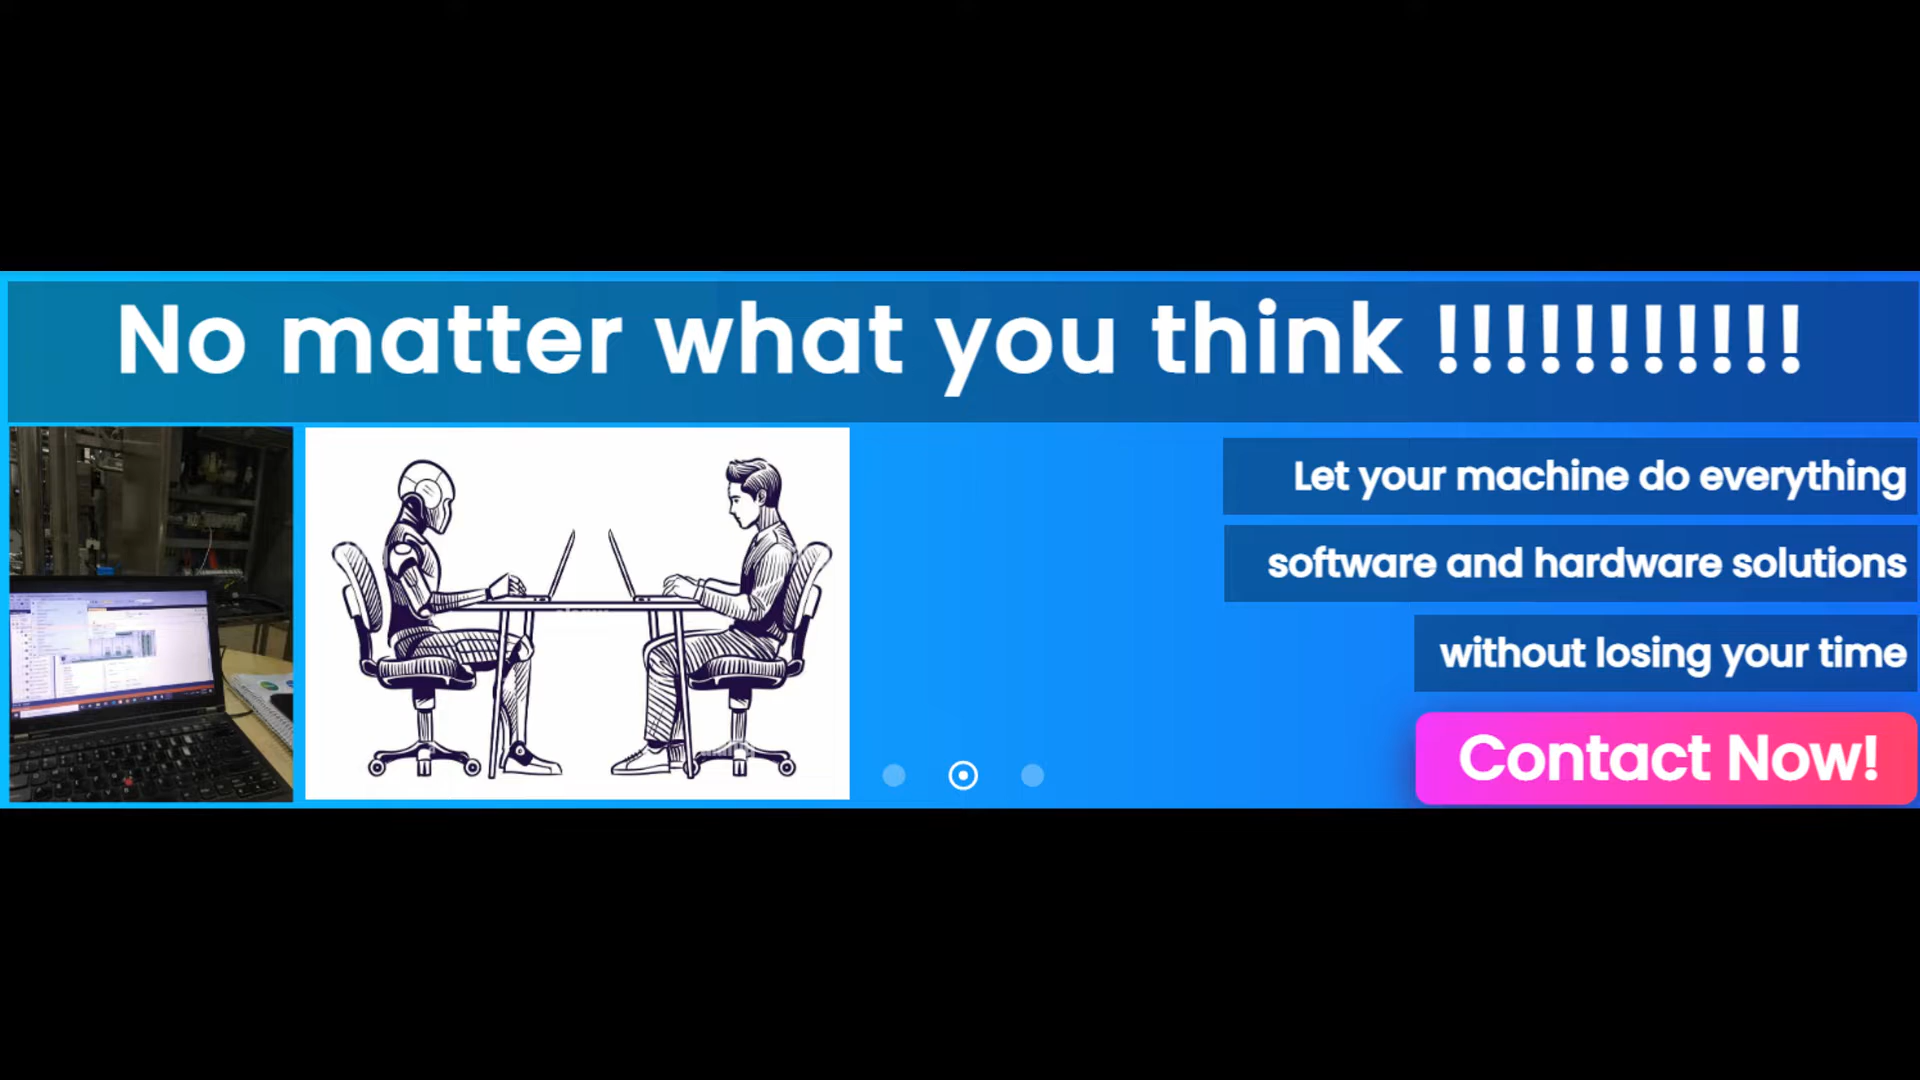 No matter what you think !!!!!!!!!!!
Let your machine do everything
software and hardware solutions
without losing your time
Contact Now!